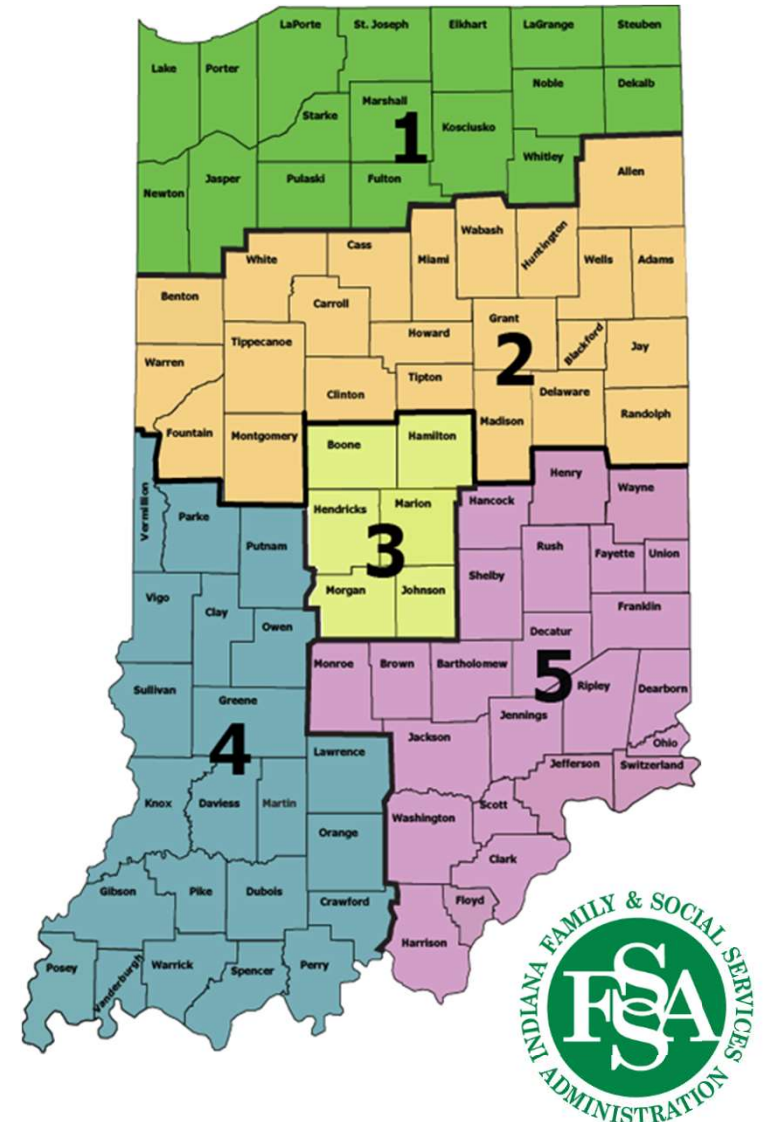 LaPorte
St. Joseph
Elkhart
LaGrange
Steuben
Lake
Porter
Noble
Dekalb
Starke
Marshall
Kosciusko
1
Whitley
Newton
Jasper
Pulaski
Fulton
Allen
Wabash
Huntington
White
Cass
Miami
Wells
Adams
Benton
Carroll
Grant
Tippecanoe
Howard
Blackford
Jay
2
Warren
Tipton
Clinton
Delaware
Fountain
Montgomery
Madison
Randolph
Boone
Hamilton
Henry
Wayne
Hancock
Vermillion
Parke
Putnam
Hendricks
Marion
3
Rush
Fayette
Union
Shelby
Morgan
Johnson
Vigo
Clay
Owen
Franklin
Decatur
Monroe
Brown
Bartholomew
5
Ripley
Dearborn
Sullivan
Greene
4
Jennings
Jackson
Ohio
Lawrence
Jefferson
Switzerland
Knox
Daviess
Martin
Washington
Scott
Orange
Clark
Gibson
Pike
Dubois
Crawford
Floyd
Harrison
Posey
Vanderburgh
Warrick
Spencer
Perry
INDIANA FAMILY & SOCIAL SERVICES ADMINISTRATION
FSSA